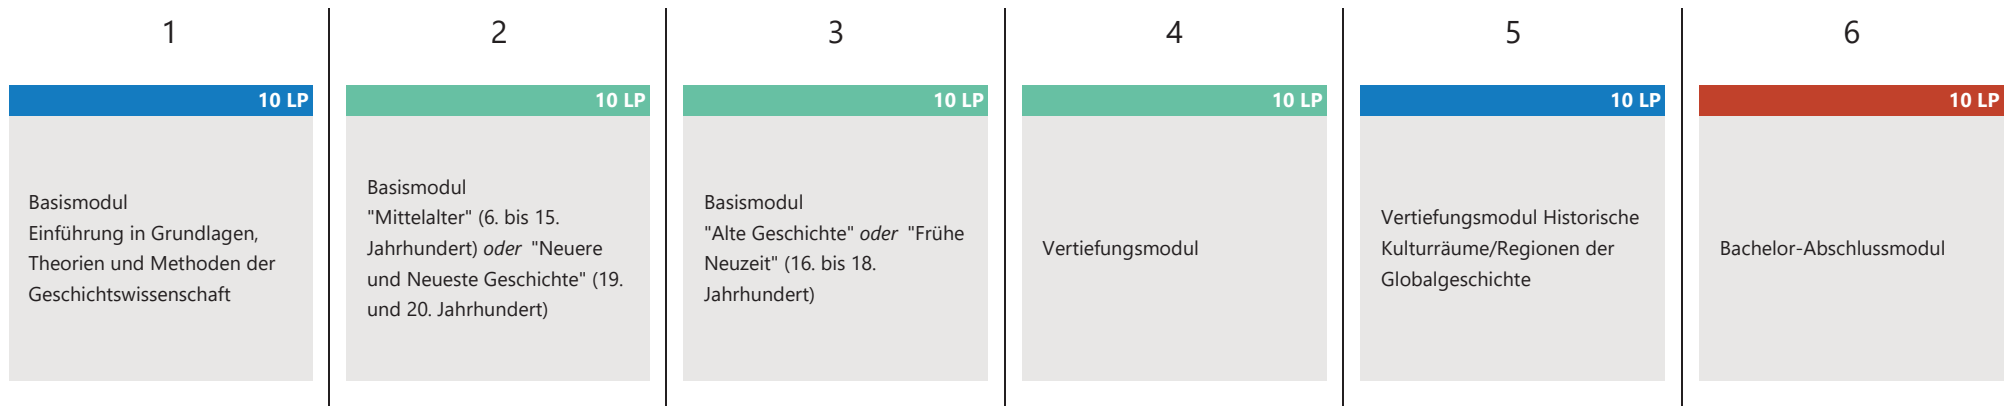 1
10 LP
Basismodul
Einführung in Grundlagen,
Theorien und Methoden der
Geschichtswissenschaft
2
10 LP
Basismodul
"Mittelalter" (6. bis 15.
Jahrhundert) oder "Neuere
und Neueste Geschichte" (19.
und 20. Jahrhundert)
3
10 LP
Basismodul
"Alte Geschichte" oder "Frühe
Neuzeit" (16. bis 18.
Jahrhundert)
4
10 LP
Vertiefungsmodul
5
10 LP
Vertiefungsmodul Historische
Kulturräume/Regionen der
Globalgeschichte
6
10 LP
Bachelor-Abschlussmodul